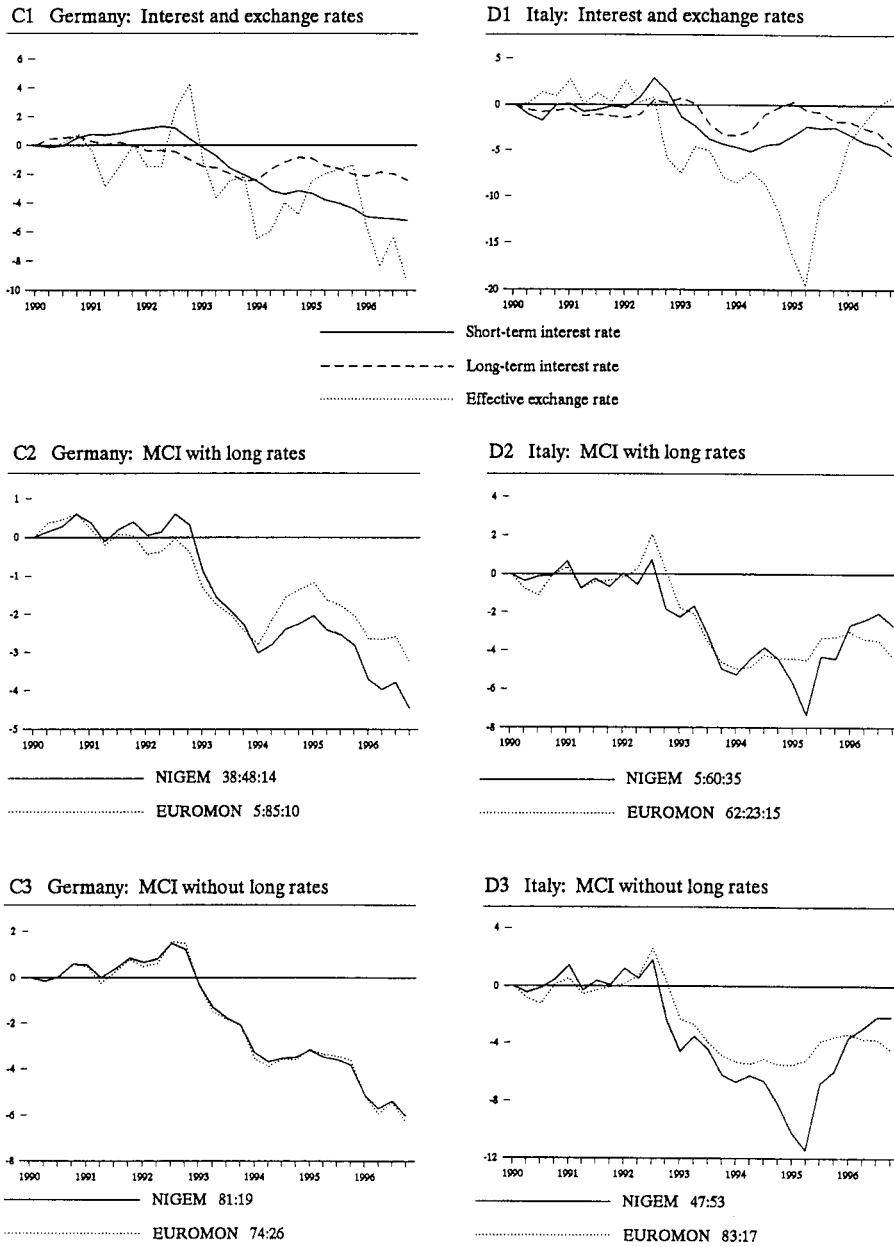 C1 Germany: Interest and exchange rates
6 –
4 –
2 –
0 –
-2 –
-4 –
-6 –
-8 –
-10
1990 1991 1992 1993 1994 1995 1996
D1 Italy: Interest and exchange rates
5 –
0 –
-5 –
-10 –
-15 –
-20
1990 1991 1992 1993 1994 1995 1996
Short-term interest rate
Long-term interest rate
Effective exchange rate
C2 Germany: MCI with long rates
1 –
0 –
-1 –
-2 –
-3 –
-4 –
-5
1990 1991 1992 1993 1994 1995 1996
NIGEM 38:48:14
EUROMON 5:85:10
D2 Italy: MCI with long rates
4 –
2 –
0 –
-2 –
-4 –
-6 –
-8
1990 1991 1992 1993 1994 1995 1996
NIGEM 5:60:35
EUROMON 62:23:15
C3 Germany: MCI without long rates
2 –
0 –
-2 –
-4 –
-6 –
-8
1990 1991 1992 1993 1994 1995 1996
NIGEM 81:19
EUROMON 74:26
D3 Italy: MCI without long rates
4 –
0 –
-4 –
-8 –
-12
1990 1991 1992 1993 1994 1995 1996
NIGEM 47:53
EUROMON 83:17